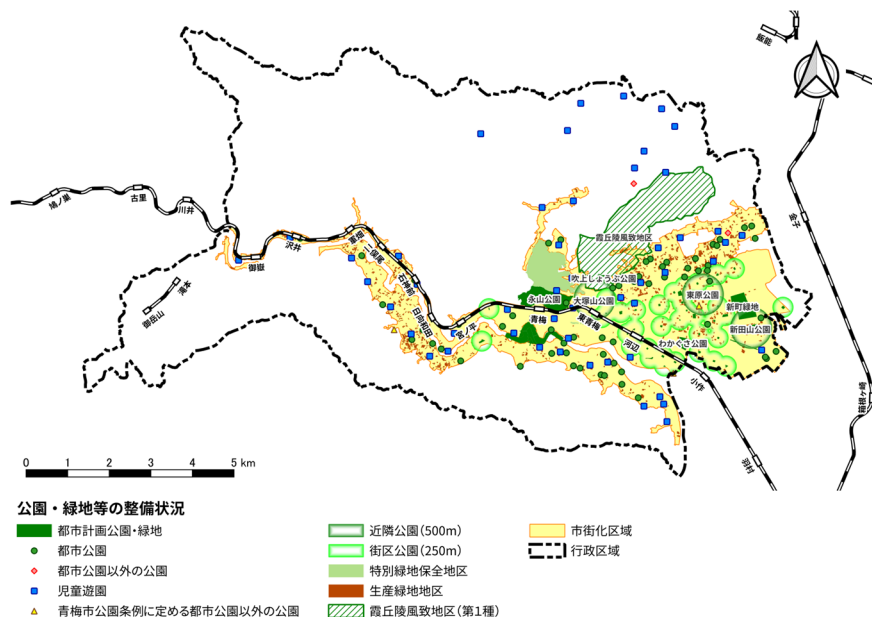 飯能
鳩ノ巣
古里
川井
御嶽
沢井
軍畑
二俣尾
石神前
日向和田
宮ノ平
青梅
東青梅
河辺
小作
羽村
金子
箱根ヶ崎
滝本
御岳山
霞丘陵風致地区
吹上しょうぶ公園
永山公園
大塚山公園
東原公園
新町緑地
新田山公園
わかぐさ公園
0 1 2 3 4 5 km
公園・緑地等の整備状況
都市計画公園・緑地
都市公園
都市公園以外の公園
児童遊園
青梅市公園条例に定める都市公園以外の公園
近隣公園(500m)
街区公園(250m)
特別緑地保全地区
生産緑地地区
霞丘陵風致地区(第1種)
市街化区域
行政区域